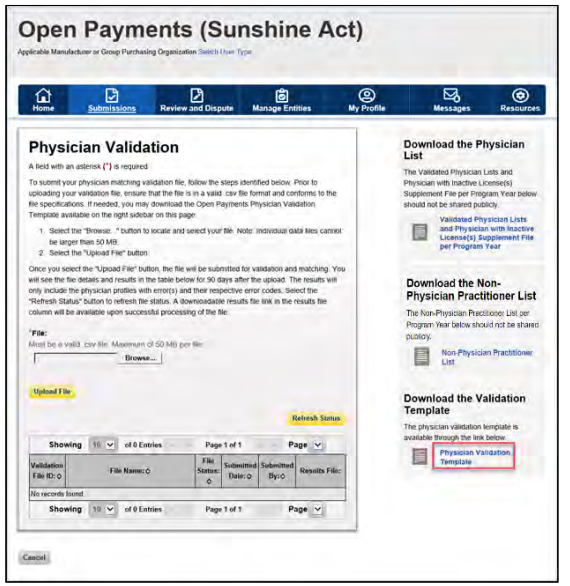 Open Payments (Sunshine Act)
Applicable Manufacturer or Group Purchasing Organization Switch User Type
Home
Submissions
Review and Dispute
Manage Entities
My Profile
Messages
Resources
Physician Validation
A field with an asterisk (*) is required
To submit your physician matching validation file, follow the steps identified below. Prior to
uploading your validation file, ensure that the file is in a valid .csv file format and conforms to the
file specifications. If needed, you may download the Open Payments Physician Validation
Template available on the right sidebar on this page.
1. Select the "Browse..." button to locate and select your file. Note: Individual data files cannot
be larger than 50 MB.
2. Select the "Upload File" button.
Once you select the "Upload File" button, the file will be submitted for validation and matching. You
will see the file details and results in the table below for 90 days after the upload. The results will
only include the physician profiles with error(s) and their respective error codes. Select the
"Refresh Status" button to refresh file status. A downloadable results file link in the results file
column will be available upon successful processing of the file.
*File:
Must be a valid .csv file. Maximum of 50 MB per file.
Browse...
Upload File
Refresh Status
Showing 10 of 0 Entries Page 1 of 1 Page
Validation File ID: File Name: File Status: Submitted Date: Submitted By: Results File:
No records found
Showing 10 of 0 Entries Page 1 of 1 Page
Cancel
Download the Physician
List
The Validated Physician Lists and
Physician with Inactive License(s)
Supplement File per Program Year below
should not be shared publicly.
Validated Physician Lists
and Physician with Inactive
License(s) Supplement File
per Program Year
Download the Non-
Physician Practitioner List
The Non-Physician Practitioner List per
Program Year below should not be shared
publicly.
Non-Physician Practitioner
List
Download the Validation
Template
The physician validation template is
available through the link below.
Physician Validation
Template